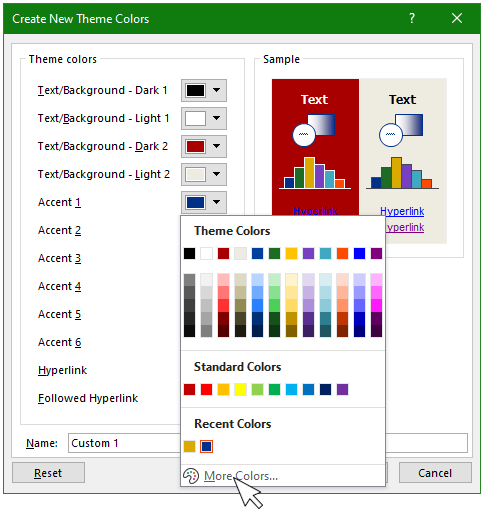 Create New Theme Colors
?
Theme colors
Sample
Text/Background - Dark 1
Text/Background - Light 1
Text/Background - Dark 2
Text/Background - Light 2
Accent 1
Accent 2
Accent 3
Accent 4
Accent 5
Accent 6
Hyperlink
Followed Hyperlink
Text
Text
Hyperlink
Hyperlink
Hyperlink
Theme Colors
Standard Colors
Recent Colors
More Colors...
Name:
Custom 1
Reset
Cancel